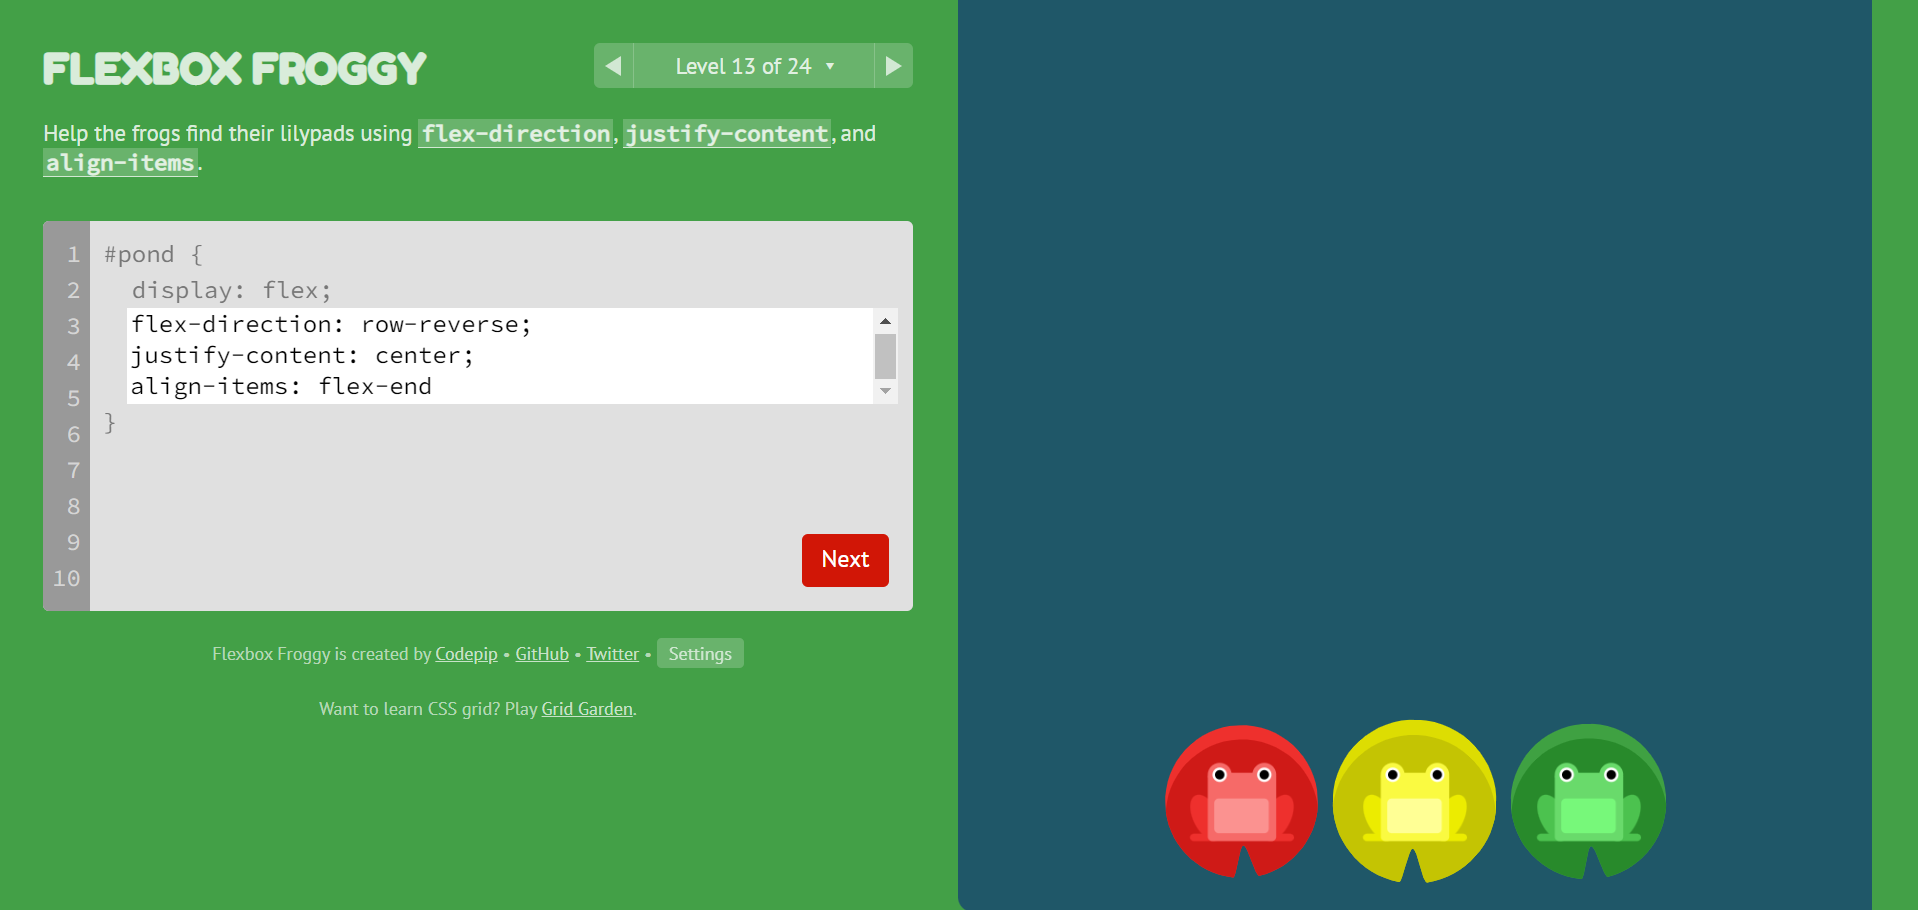 FLEXBOX FROGGY
Level 13 of 24 ▼
Help the frogs find their lilypads using flex-direction, justify-content, and
align-items.
1 #pond {
2 display: flex;
3 flex-direction: row-reverse;
4 justify-content: center;
5 align-items: flex-end
6 }
7
8
9
10
Next
Flexbox Froggy is created by Codepip • GitHub • Twitter • Settings
Want to learn CSS grid? Play Grid Garden.